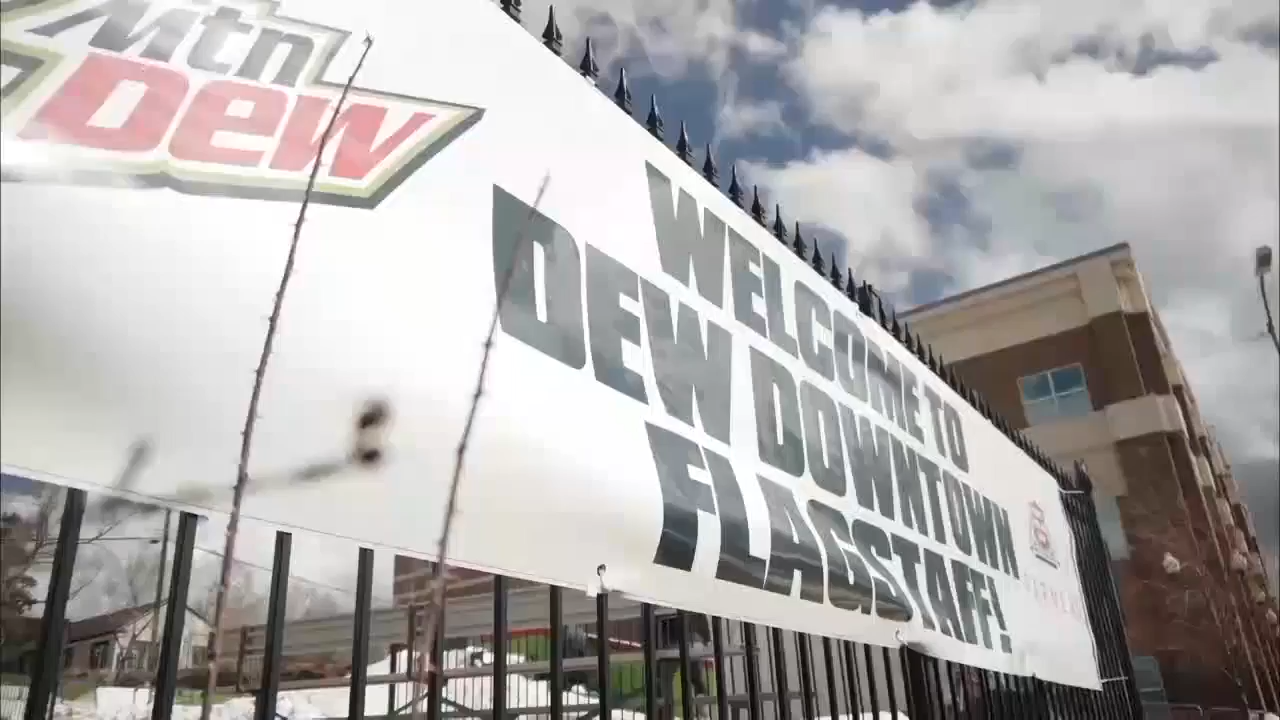 Mtn
Dew
WELCOME TO
DEW DOWNTOWN
FLAGSTAFF!